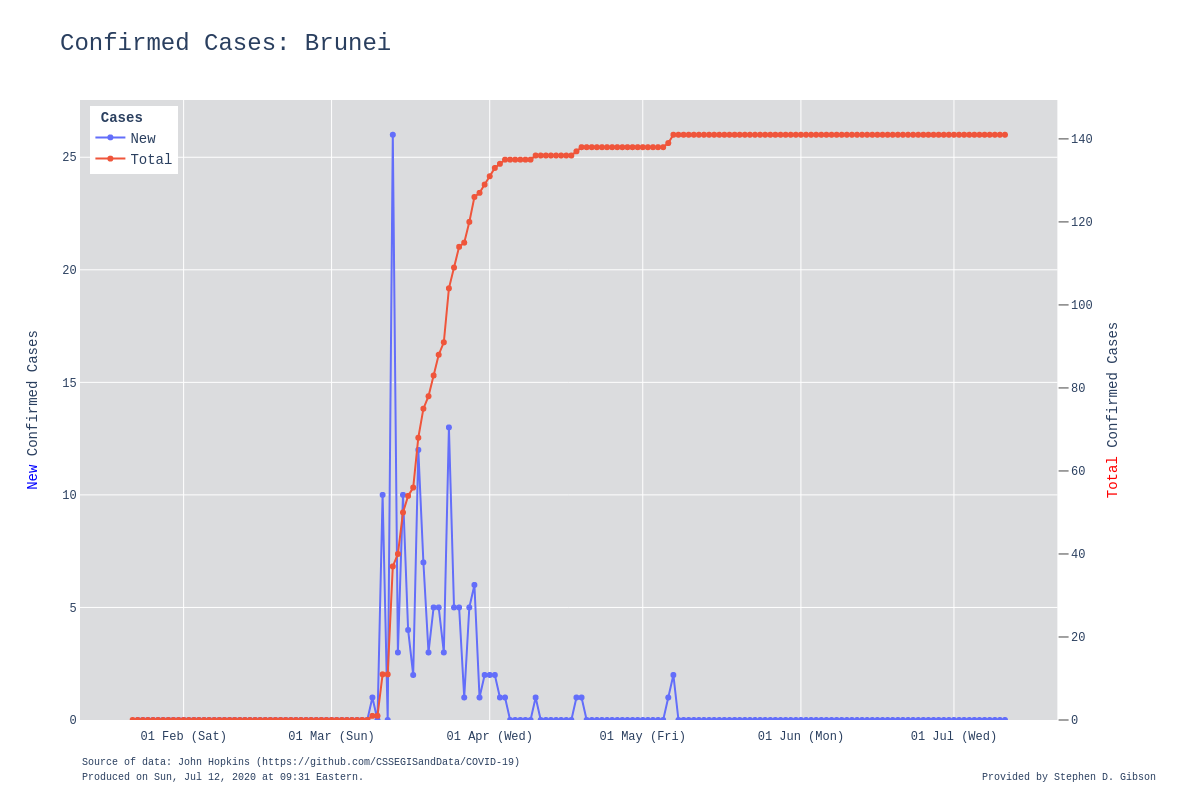 Confirmed Cases: Brunei
Cases
New
Total
25
20
15
10
5
0
140
120
100
80
60
40
20
0
New Confirmed Cases
Total Confirmed Cases
01 Feb (Sat)
01 Mar (Sun)
01 Apr (Wed)
01 May (Fri)
01 Jun (Mon)
01 Jul (Wed)
Source of data: John Hopkins (https://github.com/CSSEGISandData/COVID-19)
Produced on Sun, Jul 12, 2020 at 09:31 Eastern.
Provided by Stephen D. Gibson